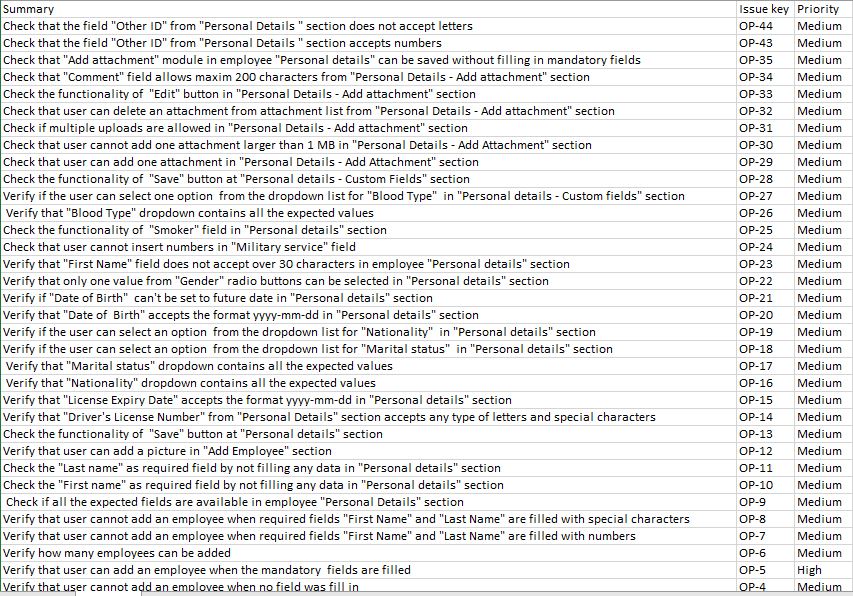 Summary Issue key Priority
Check that the field "Other ID" from "Personal Details " section does not accept letters OP-44 Medium
Check that the field "Other ID" from "Personal Details " section accepts numbers OP-43 Medium
Check that "Add attachment" module in employee "Personal details" can be saved without filling in mandatory fields OP-35 Medium
Check that "Comment" field allows maxim 200 characters from "Personal Details - Add attachment" section OP-34 Medium
Check the functionality of  "Edit" button in "Personal Details - Add attachment" section OP-33 Medium
Check that user can delete an attachment from attachment list from "Personal Details - Add attachment" section OP-32 Medium
Check if multiple uploads are allowed in "Personal Details - Add attachment" section OP-31 Medium
Check that user cannot add one attachment larger than 1 MB in "Personal Details - Add Attachment" section OP-30 Medium
Check that user can add one attachment in "Personal Details - Add Attachment" section OP-29 Medium
Check the functionality of  "Save" button at "Personal details - Custom Fields" section OP-28 Medium
Verify if the user can select one option  from the dropdown list for "Blood Type"  in "Personal details - Custom fields" section OP-27 Medium
Verify that "Blood Type" dropdown contains all the expected values OP-26 Medium
Check the functionality of  "Smoker" field in "Personal details" section OP-25 Medium
Check that user cannot insert numbers in "Military service" field OP-24 Medium
Verify that "First Name" field does not accept over 30 characters in employee "Personal details" section OP-23 Medium
Verify that only one value from "Gender" radio buttons can be selected in "Personal details" section OP-22 Medium
Verify if "Date of Birth"  can't be set to future date in "Personal details" section OP-21 Medium
Verify that "Date of  Birth" accepts the format yyyy-mm-dd in "Personal details" section OP-20 Medium
Verify if the user can select an option  from the dropdown list for "Nationality"  in "Personal details" section OP-19 Medium
Verify if the user can select an option  from the dropdown list for "Marital status"  in "Personal details" section OP-18 Medium
Verify that "Marital status" dropdown contains all the expected values OP-17 Medium
Verify that "Nationality" dropdown contains all the expected values OP-16 Medium
Verify that "License Expiry Date" accepts the format yyyy-mm-dd in "Personal details" section OP-15 Medium
Verify that "Driver's License Number" from "Personal Details" section accepts any type of letters and special characters OP-14 Medium
Check the functionality of  "Save" button at "Personal details" section OP-13 Medium
Verify that user can add a picture in "Add Employee" section OP-12 Medium
Check the "Last name" as required field by not filling any data in "Personal details" section OP-11 Medium
Check the "First name" as required field by not filling any data in "Personal details" section OP-10 Medium
Check if all the expected fields are available in employee "Personal Details" section OP-9 Medium
Verify that user cannot add an employee when required fields "First Name" and "Last Name" are filled with special characters OP-8 Medium
Verify that user cannot add an employee when required fields "First Name" and "Last Name" are filled with numbers OP-7 Medium
Verify how many employees can be added OP-6 Medium
Verify that user can add an employee when the mandatory  fields are filled OP-5 High
Verify that user cannot add an employee when no field was fill in OP-4 Medium